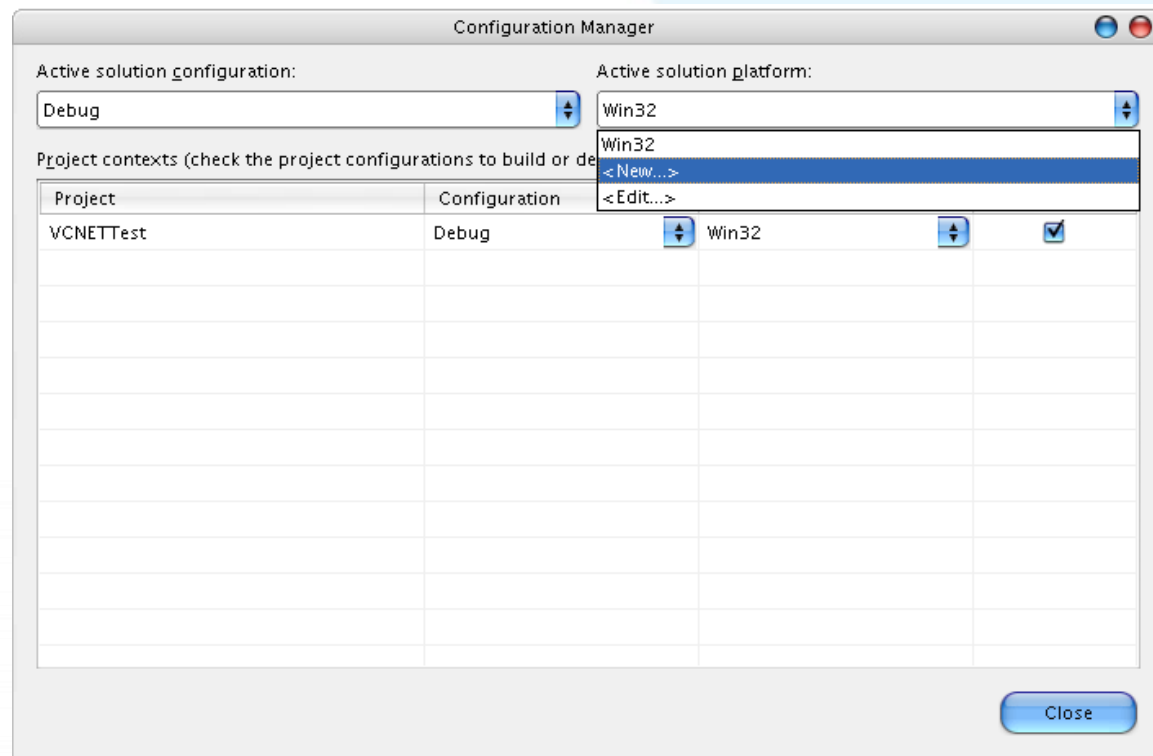 Configuration Manager
Active solution configuration:
Active solution platform:
Debug
Win32
Win32
<New...>
<Edit...>
Project contexts (check the project configurations to build or de
Project
Configuration
VCNETTest
Debug
Win32
Close